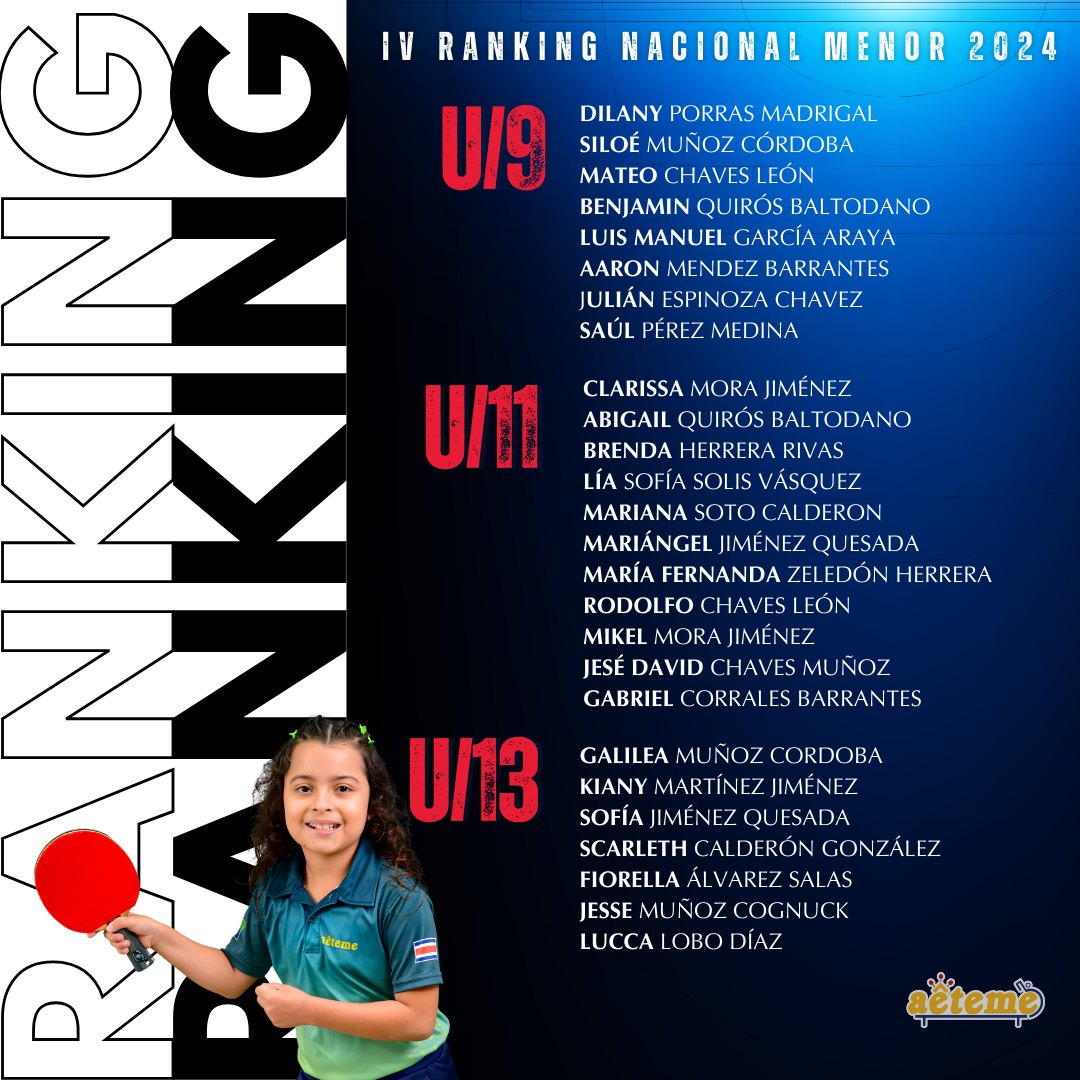 RANKING
RANKING
IV RANKING NACIONAL MENOR 2024
U/9
DILANY PORRAS MADRIGAL
SILOÉ MUÑOZ CÓRDOBA
MATEO CHAVES LEÓN
BENJAMIN QUIRÓS BALTODANO
LUIS MANUEL GARCÍA ARAYA
AARON MENDEZ BARRANTES
JULIÁN ESPINOZA CHAVEZ
SAÚL PÉREZ MEDINA
U/11
CLARISSA MORA JIMÉNEZ
ABIGAIL QUIRÓS BALTODANO
BRENDA HERRERA RIVAS
LÍA SOFÍA SOLIS VÁSQUEZ
MARIANA SOTO CALDERON
MARIÁNGEL JIMÉNEZ QUESADA
MARÍA FERNANDA ZELEDÓN HERRERA
RODOLFO CHAVES LEÓN
MIKEL MORA JIMÉNEZ
JESÉ DAVID CHAVES MUÑOZ
GABRIEL CORRALES BARRANTES
U/13
GALILEA MUÑOZ CORDOBA
KIANY MARTÍNEZ JIMÉNEZ
SOFÍA JIMÉNEZ QUESADA
SCARLETH CALDERÓN GONZÁLEZ
FIORELLA ÁLVAREZ SALAS
JESSE MUÑOZ COGNUCK
LUCCA LOBO DÍAZ
aêteme
aêteme